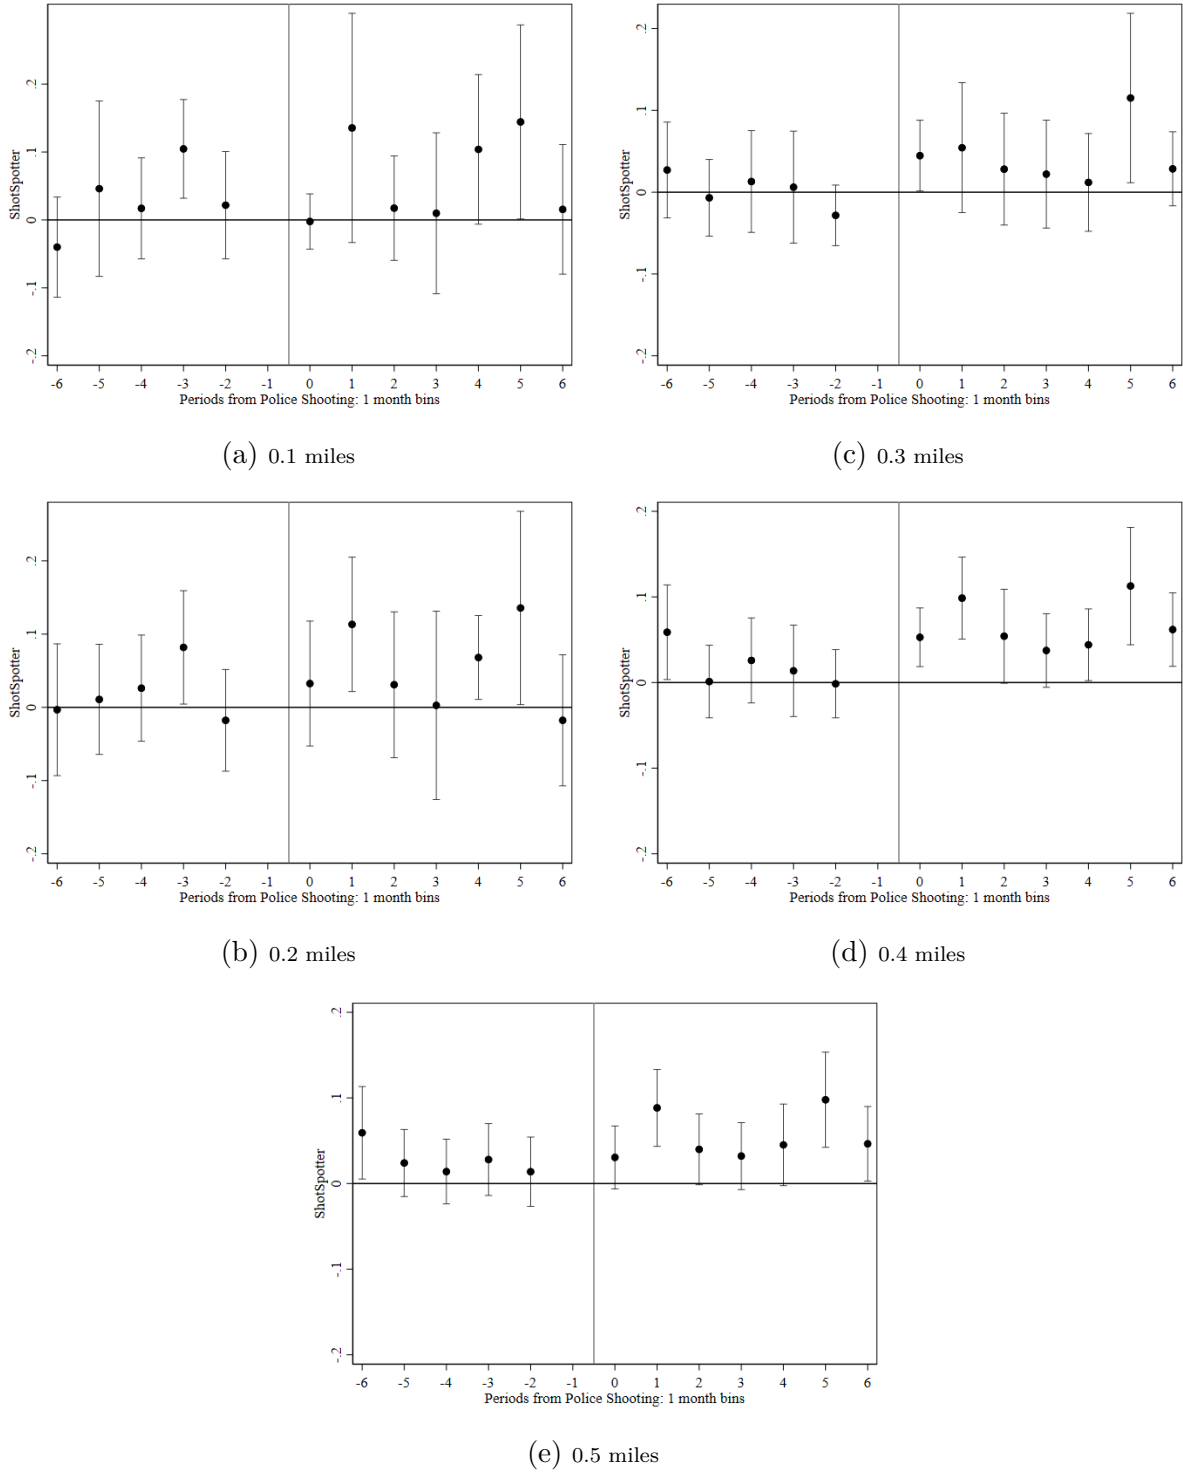 .2
.1
0
-.1
-.2
ShotSpotter
-6 -5 -4 -3 -2 -1 0 1 2 3 4 5 6
Periods from Police Shooting: 1 month bins
(a) 0.1 miles
.2
.1
0
-.1
-.2
ShotSpotter
-6 -5 -4 -3 -2 -1 0 1 2 3 4 5 6
Periods from Police Shooting: 1 month bins
(c) 0.3 miles
.2
.1
0
-.1
-.2
ShotSpotter
-6 -5 -4 -3 -2 -1 0 1 2 3 4 5 6
Periods from Police Shooting: 1 month bins
(b) 0.2 miles
.2
.1
0
-.1
-.2
ShotSpotter
-6 -5 -4 -3 -2 -1 0 1 2 3 4 5 6
Periods from Police Shooting: 1 month bins
(d) 0.4 miles
.2
.1
0
-.1
-.2
ShotSpotter
-6 -5 -4 -3 -2 -1 0 1 2 3 4 5 6
Periods from Police Shooting: 1 month bins
(e) 0.5 miles